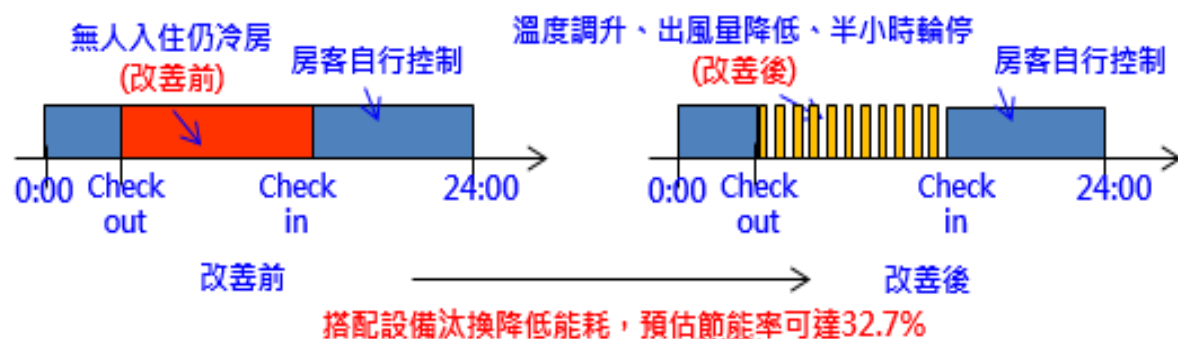 無人入住仍冷房
(改善前)
房客自行控制
0:00
Check
out
Check
in
24:00
改善前
溫度調升、出風量降低、半小時輪停
(改善後)
房客自行控制
0:00
Check
out
Check
in
24:00
改善後
搭配設備汰換降低能耗，預估節能率可達32.7%